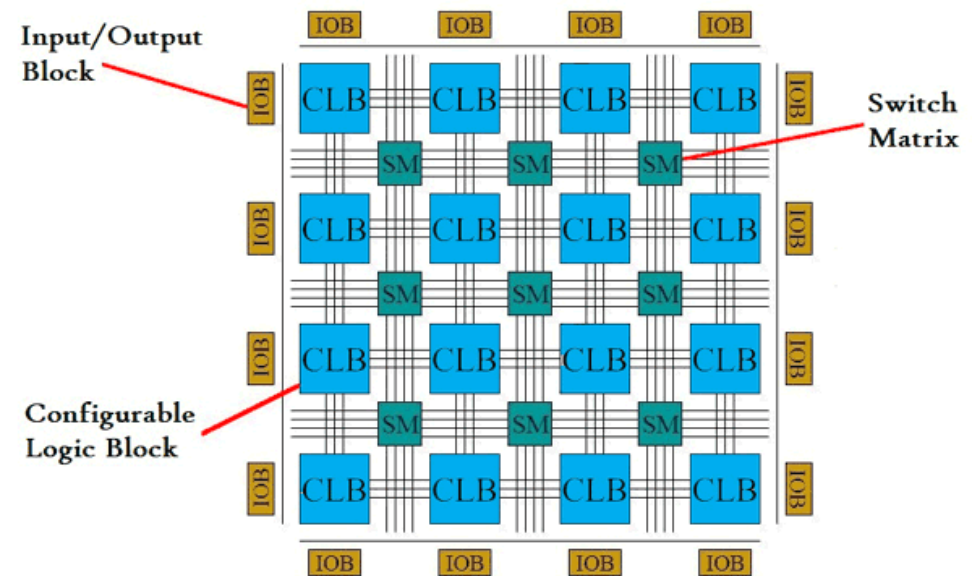 IOB IOB IOB IOB
Input/Output
Block
IOB CLB CLB CLB CLB IOB
Switch
Matrix
SM SM SM
IOB CLB CLB CLB CLB IOB
SM SM SM
IOB CLB CLB CLB CLB IOB
Configurable
Logic Block
SM SM SM
IOB CLB CLB CLB CLB IOB
IOB IOB IOB IOB